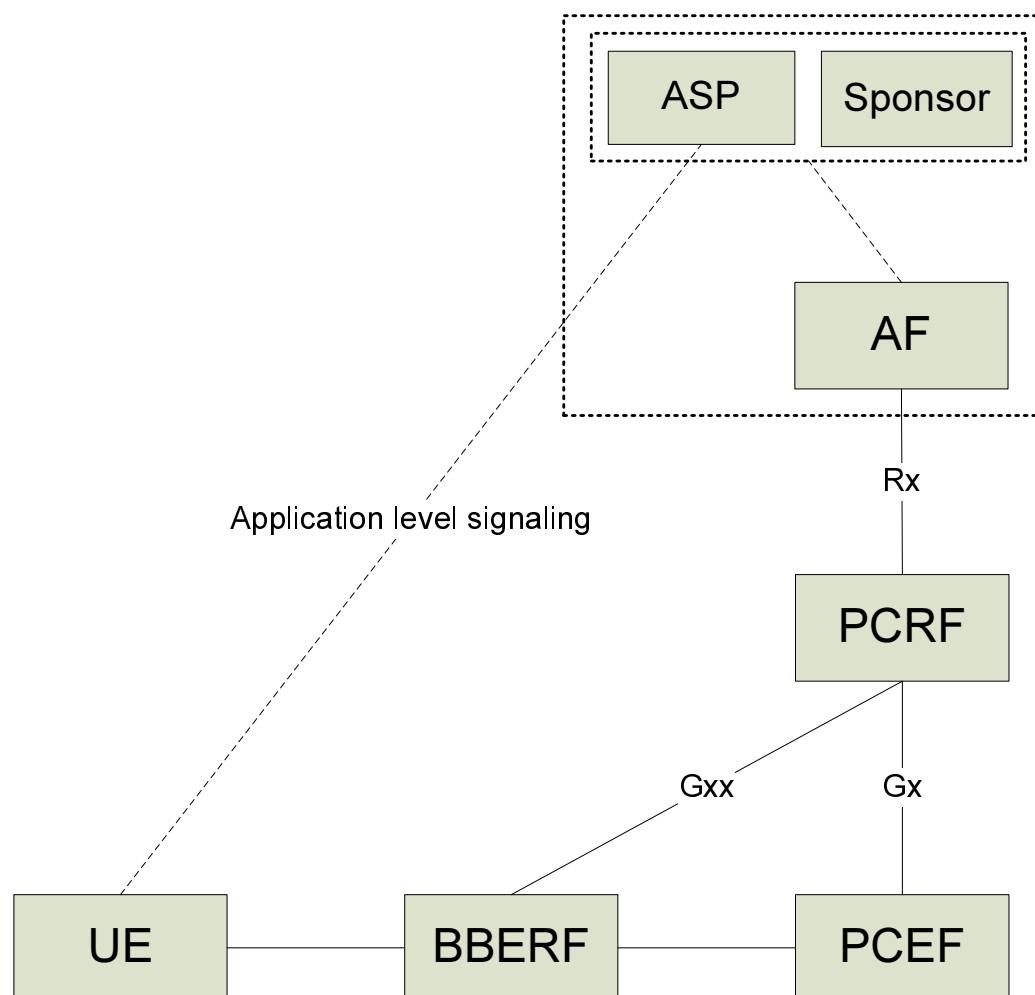 ASP
Sponsor
AF
Rx
Application level signaling
PCRF
Gxx
Gx
UE
BBERF
PCEF